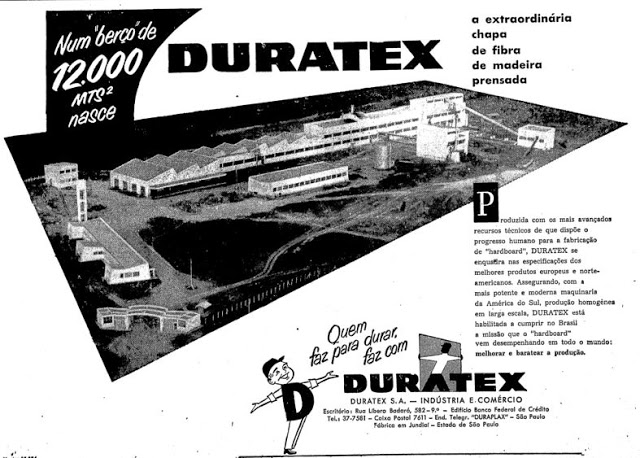 Num "berço" de
12.000
MTS²
nasce
DURATEX
a extraordinária
chapa
de fibra
de madeira
prensada
Produzida com os mais avançados
recursos técnicos de que dispõe o
progresso humano para a fabricação
de "hardboard", DURATEX se
enquadra nas especificações dos
melhores produtos europeus e norte-
americanos. Assegurando, com a
mais potente e moderna maquinaria
da América do Sul, produção homogênea
em larga escala, DURATEX está
habilitada a cumprir no Brasil
a missão que o "hardboard"
vem desempenhando em todo o mundo:
melhorar e baratear a produção.
Quem
faz para durar,
faz com
D
DURATEX
DURATEX S.A. — INDÚSTRIA E COMÉRCIO
Escritório: Rua Líbero Badaró, 582-9.º - Edifício Banco Federal de Crédito
Tel.: 37-7581 - Caixa Postal 7611 - End. Telegr. "DURAPLAX" - São Paulo
Fábrica em Jundiaí - Estado de São Paulo